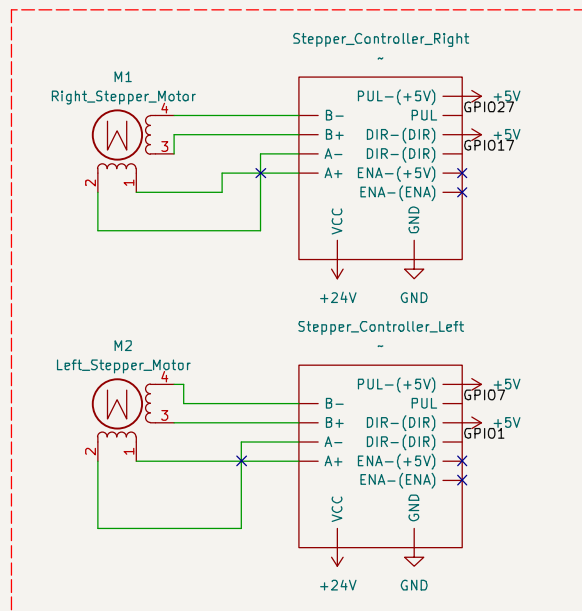 Stepper_Controller_Right
~
M1
Right_Stepper_Motor
4
3
2
1
B-
B+
A-
A+
PUL-(+5V)
+5V
PUL
GPIO27
DIR-(DIR)
+5V
DIR-(DIR)
GPIO17
ENA-(+5V)
ENA-(ENA)
VCC
GND
+24V
GND
Stepper_Controller_Left
~
M2
Left_Stepper_Motor
4
3
2
1
B-
B+
A-
A+
PUL-(+5V)
+5V
PUL
GPIO7
DIR-(DIR)
+5V
DIR-(DIR)
GPIO1
ENA-(+5V)
ENA-(ENA)
VCC
GND
+24V
GND